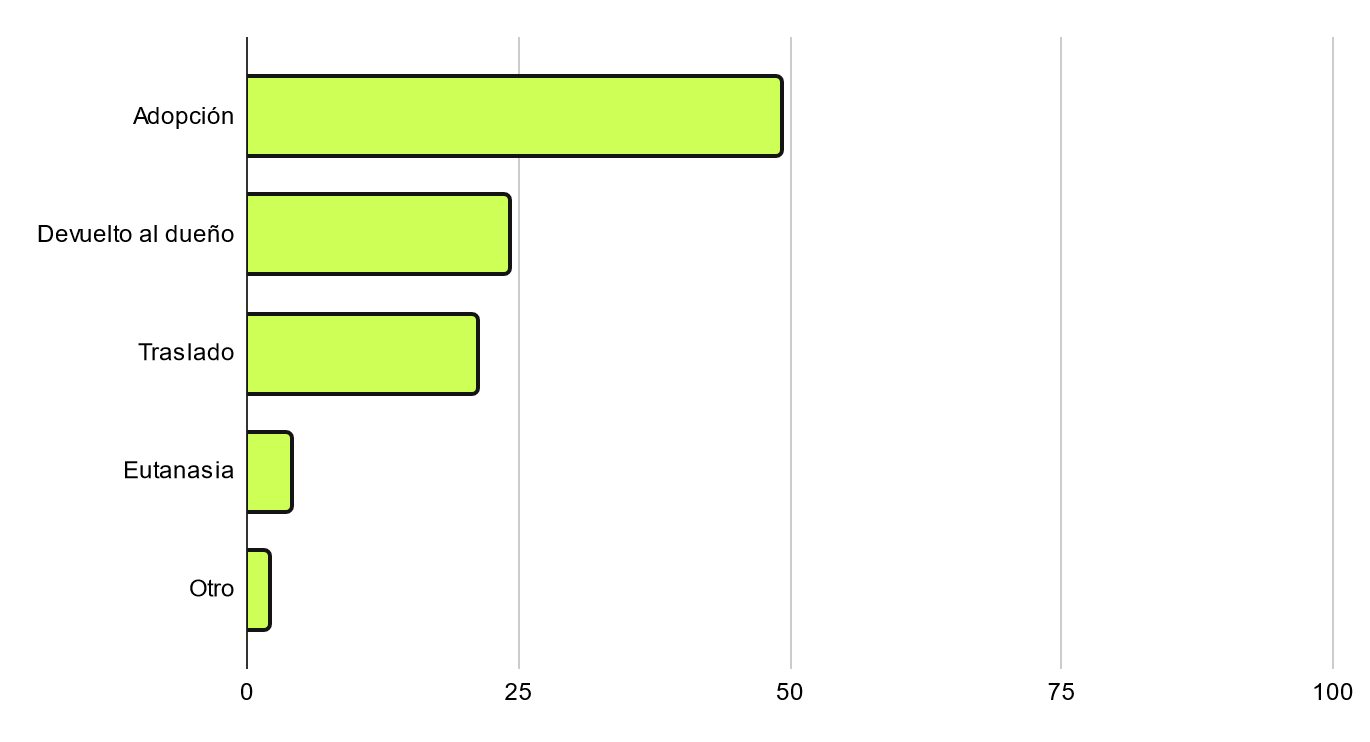 Adopción
Devuelto al dueño
Traslado
Eutanasia
Otro
0 25 50 75 100